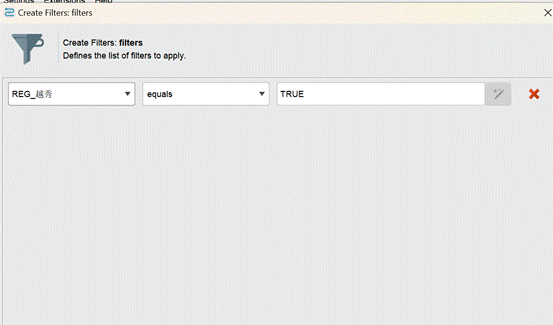 Settings Extensions Help
Create Filters: filters
Create Filters: filters
Defines the list of filters to apply.
REG_越秀 equals TRUE